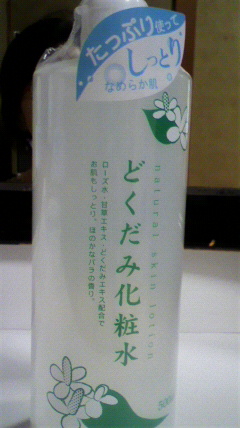 たっぷり使って
しっとり
なめらか肌
natural skin lotion
どくだみ化粧水
ローズ水・甘草エキス・どくだみエキス配合で
お肌もしっとり。ほのかなバラの香り。